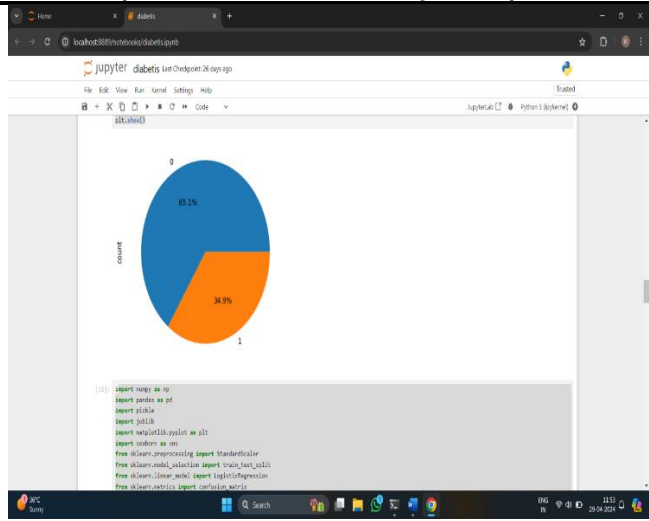 Home
diabetis
localhost:8889/notebooks/diabetis.ipynb
jupyter diabetis Last Checkpoint: 26 days ago
File Edit View Run Kernel Settings Help
Trusted
Code
JupyterLab
Python 3 (ipykernel)
plt.show()
0
65.1%
count
34.9%
1
import numpy as np
import pandas as pd
import pickle
import joblib
import matplotlib.pyplot as plt
import seaborn as sns
from sklearn.preprocessing import StandardScaler
from sklearn.model_selection import train_test_split
from sklearn.linear_model import LogisticRegression
from sklearn.metrics import confusion_matrix
36°C
Sunny
Search
ENG
IN
11:53
29-04-2024